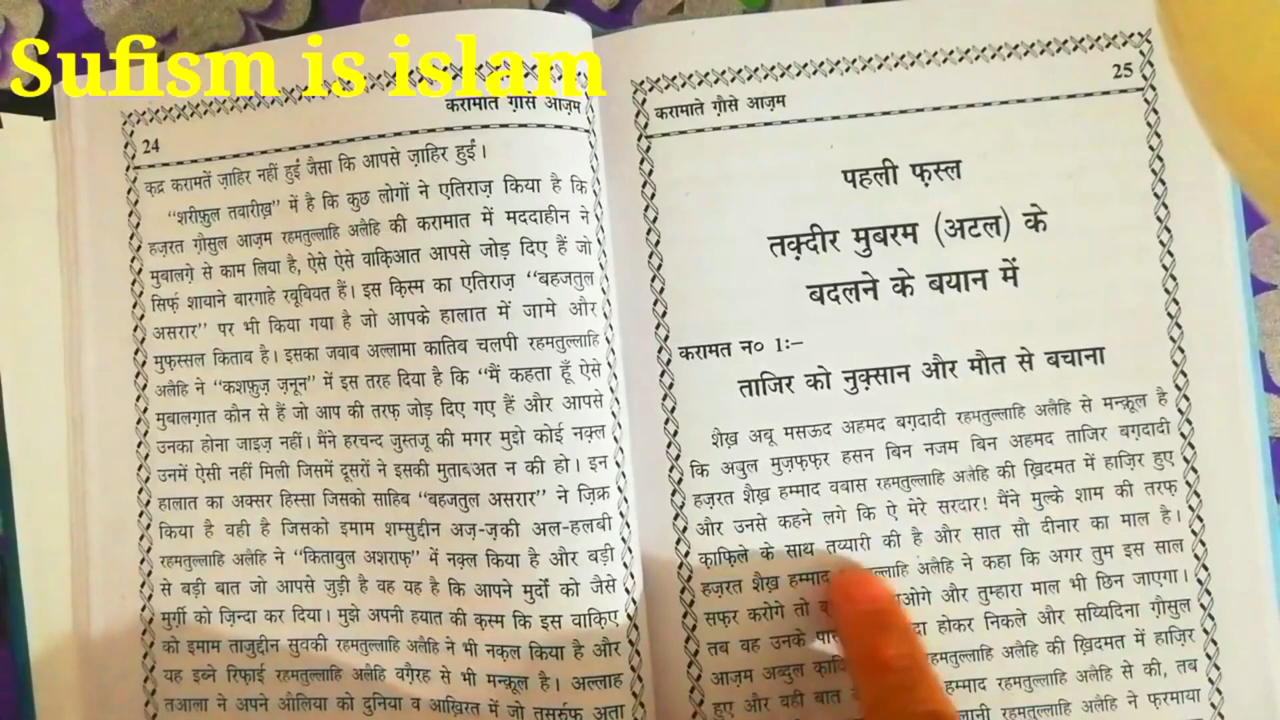 Sufism is islam
24
करामात ग़ौसे आज़म
क़द्र करामतें ज़ाहिर नहीं हुईं जैसा कि आपसे ज़ाहिर हुईं।
“शरीफ़ुल तवारीख़” में है कि कुछ लोगों ने एतिराज़ किया है कि
हज़रत ग़ौसुल आज़म रहमतुल्लाहि अलैहि की करामात में मददाहीन ने
मुबालग़े से काम लिया है, ऐसे ऐसे वाक़िआत आपसे जोड़ दिए हैं जो
सिर्फ़ शायाने बारगाहे रबूबियत हैं। इस क़िस्म का एतिराज़ “बहजतुल
असरार” पर भी किया गया है जो आपके हालात में जामे और
मुफ़स्सल किताब है। इसका जवाब अल्लामा कातिब चलपी रहमतुल्लाहि
अलैहि ने “कशफ़ुज़ ज़नून” में इस तरह दिया है कि “मैं कहता हूँ ऐसे
मुबालग़ात कौन से हैं जो आप की तरफ़ जोड़ दिए गए हैं और आपसे
उनका होना जाइज़ नहीं। मैंने हरचन्द जुस्तजू की मगर मुझे कोई नक़्ल
उनमें ऐसी नहीं मिली जिसमें दूसरों ने इसकी मुताबअत न की हो। इन
हालात का अक्सर हिस्सा जिसको साहिब “बहजतुल असरार” ने ज़िक्र
किया है वही है जिसको इमाम शम्सुद्दीन अज़-ज़की अल-हलबी
रहमतुल्लाहि अलैहि ने “किताबुल अशराफ़” में नक़्ल किया है और बड़ी
से बड़ी बात जो आपसे जुड़ी है वह यह है कि आपने मुर्दों को जैसे
मुर्ग़ी को ज़िन्दा कर दिया। मुझे अपनी हयात की क़स्म कि इस वाक़िए
को इमाम ताजुद्दीन सुवकी रहमतुल्लाहि अलैहि ने भी नक़ल किया है और
यह इब्ने रिफ़ाई रहमतुल्लाहि अलैहि वग़ैरह से भी मन्क़ूल है। अल्लाह
तआला ने अपने औलिया को दुनिया व आख़िरत में जो तसर्रुफ़ अता
25
करामाते ग़ौसे आज़म
पहली फ़स्ल
तक़्दीर मुबरम (अटल) के
बदलने के बयान में
करामत न० 1:–
ताजिर को नुक़्सान और मौत से बचाना
शैख़ अबू मसऊद अहमद बग़दादी रहमतुल्लाहि अलैहि से मन्क़ूल है
कि अबुल मुज़फ्फ़र हसन बिन नजम बिन अहमद ताजिर बग़दादी
हज़रत शैख़ हम्माद ववास रहमतुल्लाहि अलैहि की ख़िदमत में हाज़िर हुए
और उनसे कहने लगे कि ऐ मेरे सरदार! मैंने मुल्के शाम की तरफ़
क़ाफ़िले के साथ तय्यारी की है और सात सौ दीनार का माल है।
हज़रत शैख़ हम्माद अलैहि ने कहा कि अगर तुम इस साल
सफ़र करोगे तो और तुम्हारा माल भी छिन जाएगा।
तब वह उनके होकर निकले और सय्यिदिना ग़ौसुल
आज़म अब्दुल रहमतुल्लाहि अलैहि की ख़िदमत में हाज़िर
हुए और वही बात हम्माद रहमतुल्लाहि अलैहि से की, तब
रहमतुल्लाहि अलैहि ने फ़रमाया